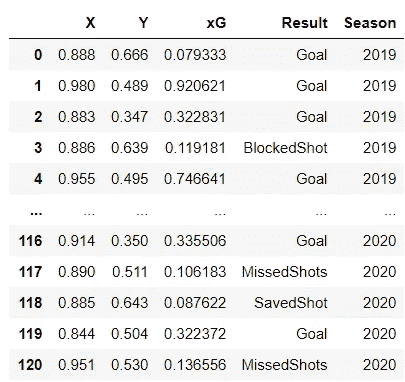 X Y xG Result Season
0 0.888 0.666 0.079333 Goal 2019
1 0.980 0.489 0.920621 Goal 2019
2 0.883 0.347 0.322831 Goal 2019
3 0.886 0.639 0.119181 BlockedShot 2019
4 0.955 0.495 0.746641 Goal 2019
... ... ... ... ... ...
116 0.914 0.350 0.335506 Goal 2020
117 0.890 0.511 0.106183 MissedShots 2020
118 0.885 0.643 0.087622 SavedShot 2020
119 0.844 0.504 0.322372 Goal 2020
120 0.951 0.530 0.136556 MissedShots 2020